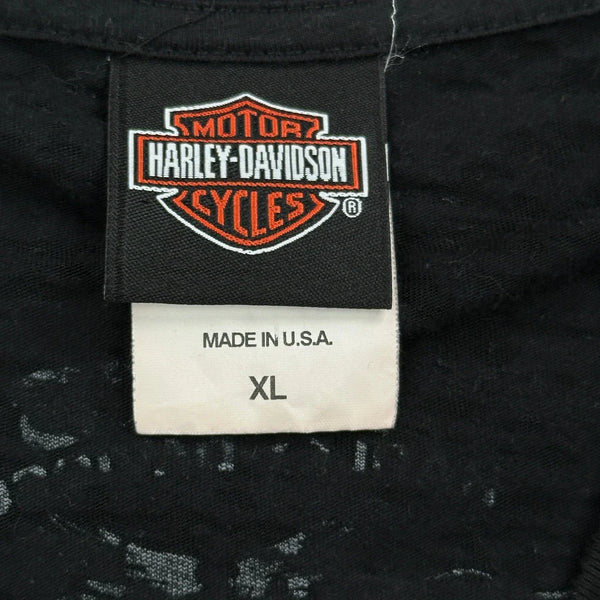 MOTOR
HARLEY-DAVIDSON
CYCLES ®
MADE IN U.S.A.
XL